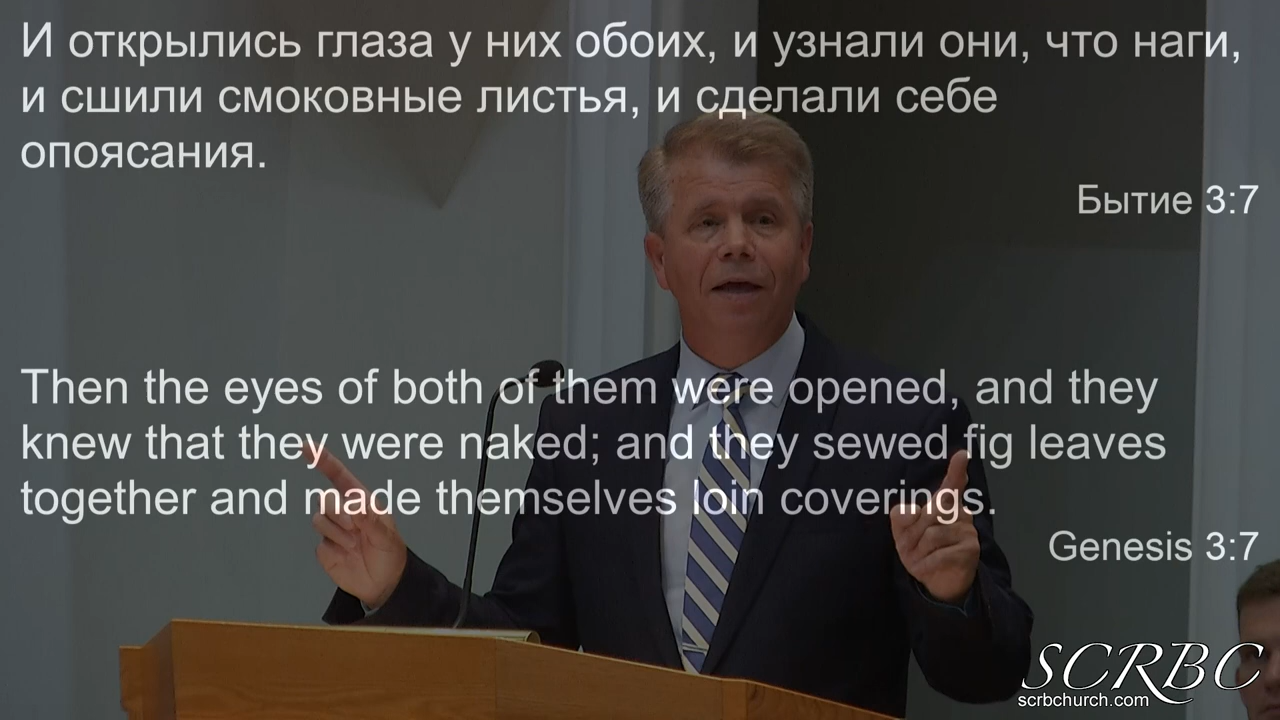 И открылись глаза у них обоих, и узнали они, что наги,
и сшили смоковные листья, и сделали себе
опоясания.
Бытие 3:7
Then the eyes of both of them were opened, and they
knew that they were naked; and they sewed fig leaves
together and made themselves loin coverings.
Genesis 3:7
SCRBC
scrbchurch.com